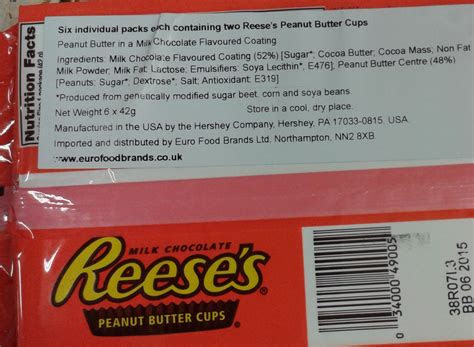 Nutrition Facts
Six individual packs each containing two Reese's Peanut Butter Cups
Peanut Butter in a Milk Chocolate Flavoured Coating
Ingredients: Milk Chocolate Flavoured Coating (52%) [Sugar*; Cocoa Butter; Cocoa Mass; Non Fat
Milk Powder; Milk Fat; Lactose; Emulsifiers: Soya Lecithin*, E476]; Peanut Butter Centre (48%)
[Peanuts: Sugar*; Dextrose*; Salt; Antioxidant: E319]
*Produced from genetically modified sugar beet, corn and soya beans.
Weight 6 x 42g Store in a cool, dry place.
Manufactured in the USA by the Hershey Company, Hershey, PA 17033-0815, USA.
Imported and distributed by Euro Food Brands Ltd, Northampton, NN2 8XB.
www.eurofoodbrands.co.uk
MILK CHOCOLATE
Reese's
PEANUT BUTTER CUPS
0 34000 49005
38R07L3
BB 06 2015